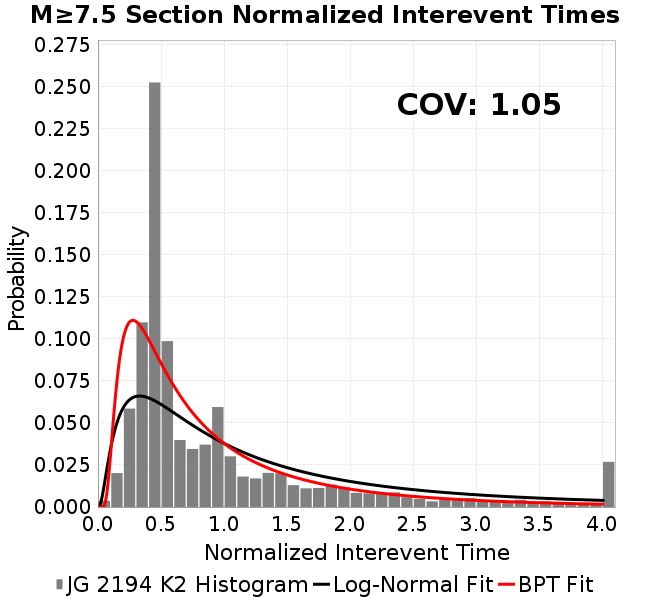 M≥7.5 Section Normalized Interevent Times
COV: 1.05
Probability
0.275
0.250
0.225
0.200
0.175
0.150
0.125
0.100
0.075
0.050
0.025
0.000
0.0 0.5 1.0 1.5 2.0 2.5 3.0 3.5 4.0
Normalized Interevent Time
JG 2194 K2 Histogram Log-Normal Fit BPT Fit